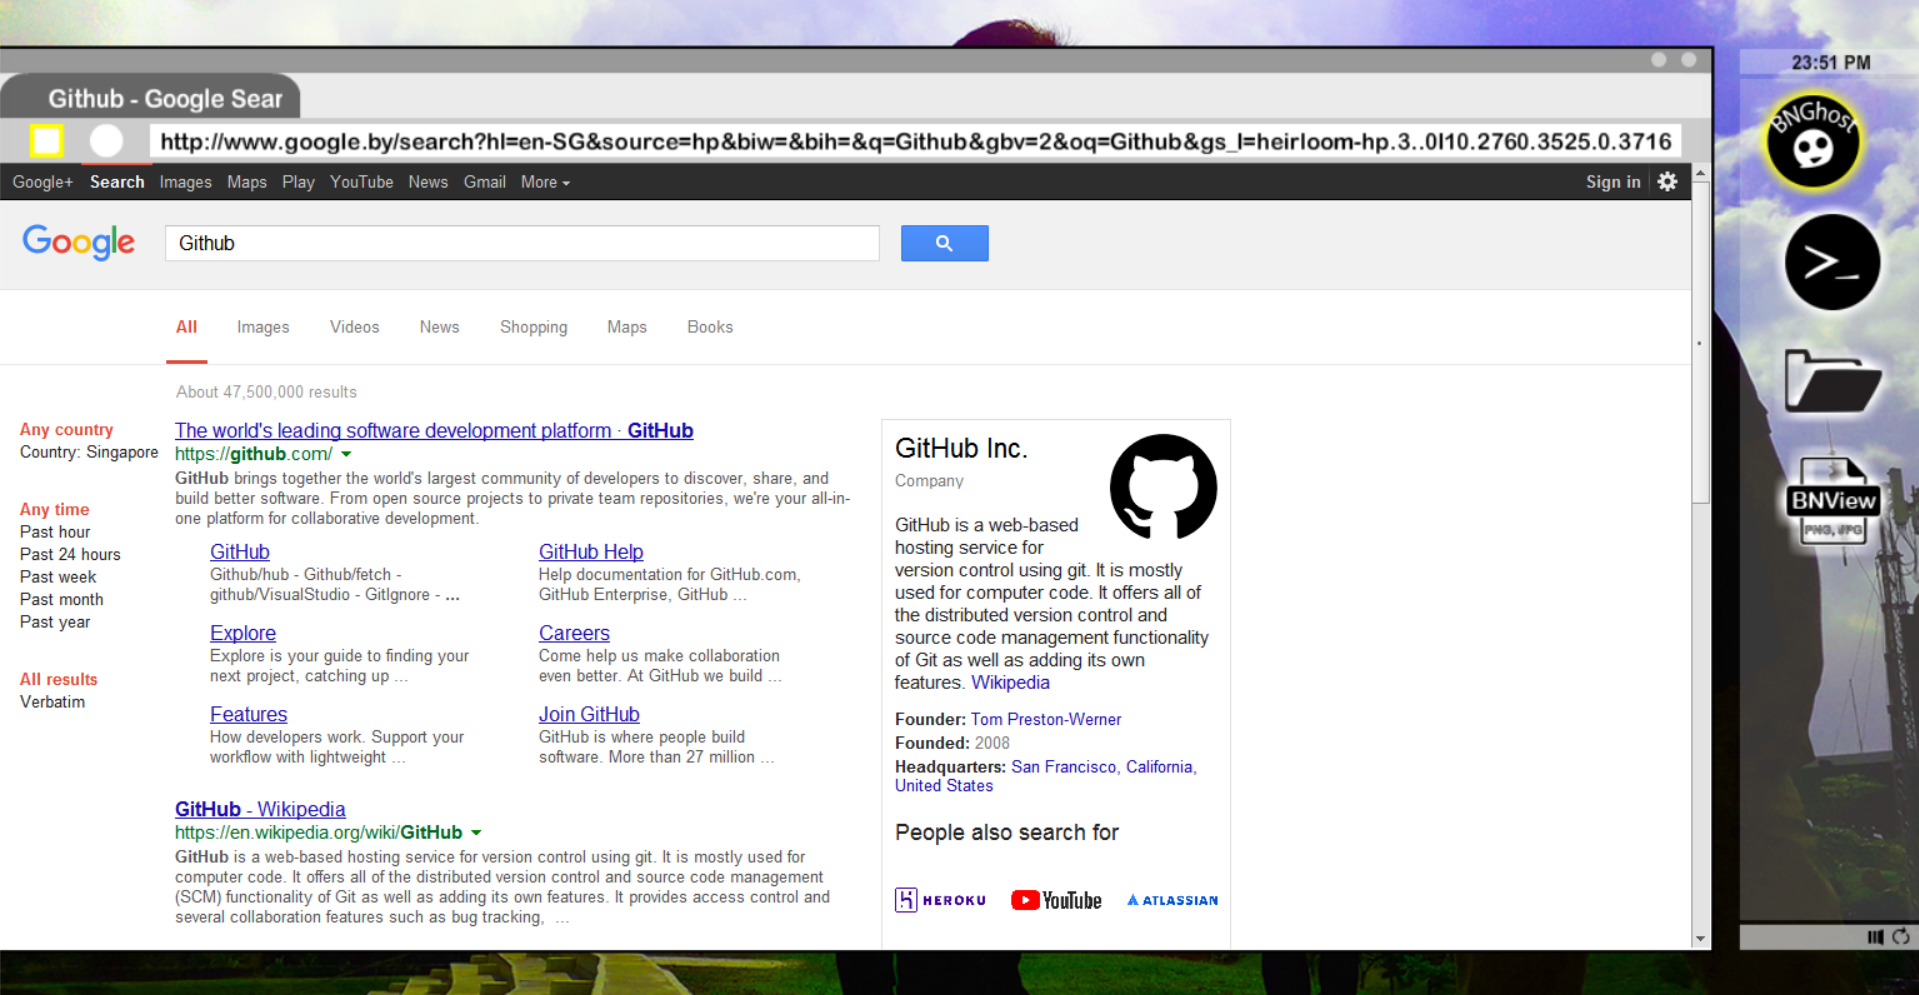 23:51 PM
Github - Google Sear
http://www.google.by/search?hl=en-SG&source=hp&biw=&bih=&q=Github&gbv=2&oq=Github&gs_l=heirloom-hp.3..0l10.2760.3525.0.3716
Google+ Search Images Maps Play YouTube News Gmail More
Sign in
Google
Github
All Images Videos News Shopping Maps Books
About 47,500,000 results
Any country
Country: Singapore
Any time
Past hour
Past 24 hours
Past week
Past month
Past year
All results
Verbatim
The world's leading software development platform · GitHub
https://github.com/
GitHub brings together the world's largest community of developers to discover, share, and
build better software. From open source projects to private team repositories, we're your all-in-
one platform for collaborative development.
GitHub
Github/hub - Github/fetch -
github/VisualStudio - GitIgnore - ...
GitHub Help
Help documentation for GitHub.com,
GitHub Enterprise, GitHub ...
Explore
Explore is your guide to finding your
next project, catching up ...
Careers
Come help us make collaboration
even better. At GitHub we build ...
Features
How developers work. Support your
workflow with lightweight ...
Join GitHub
GitHub is where people build
software. More than 27 million ...
GitHub - Wikipedia
https://en.wikipedia.org/wiki/GitHub
GitHub is a web-based hosting service for version control using git. It is mostly used for
computer code. It offers all of the distributed version control and source code management
(SCM) functionality of Git as well as adding its own features. It provides access control and
several collaboration features such as bug tracking, ...
GitHub Inc.
Company
GitHub is a web-based
hosting service for
version control using git. It is mostly
used for computer code. It offers all of
the distributed version control and
source code management functionality
of Git as well as adding its own
features. Wikipedia
Founder: Tom Preston-Werner
Founded: 2008
Headquarters: San Francisco, California,
United States
People also search for
HEROKU
YouTube
ATLASSIAN
BNGhost
>_
BNView
PNG, JPG